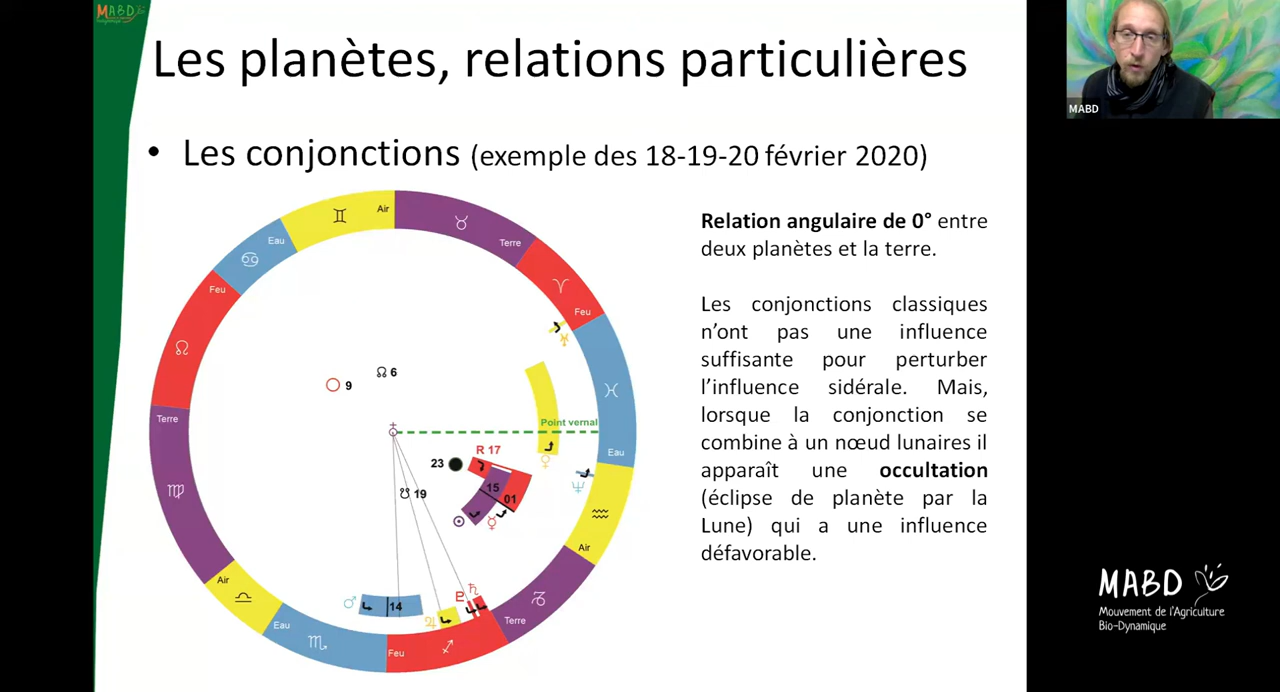 MABD
Les planètes, relations particulières
MABD
• Les conjonctions (exemple des 18-19-20 février 2020)
Air
Terre
Eau
Feu
Feu
Terre
Eau
Air
Air
Eau
Feu
Terre
9
6
Point vernal
R 17
23
15
01
19
14
Relation angulaire de 0° entre
deux planètes et la terre.
Les conjonctions classiques
n’ont pas une influence
suffisante pour perturber
l’influence sidérale. Mais,
lorsque la conjonction se
combine à un nœud lunaires il
apparaît une occultation
(éclipse de planète par la
Lune) qui a une influence
défavorable.
MABD
Mouvement de l’Agriculture
Bio-Dynamique